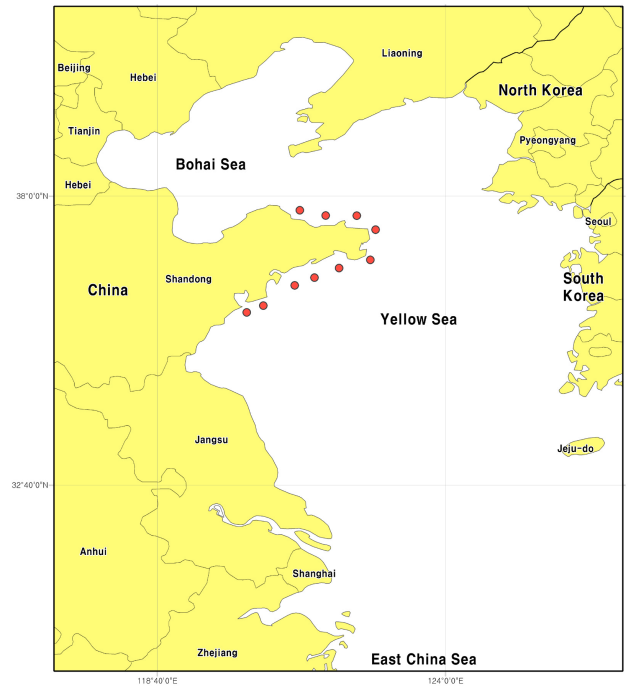 Liaoning
Beijing
Hebei
North Korea
Tianjin
Pyeongyang
Bohai Sea
Hebei
38°0'0"N
Seoul
Shandong
South
Korea
China
Yellow Sea
Jangsu
Jeju-do
32°40'0"N
Anhui
Shanghai
Zhejiang
East China Sea
118°40'0"E
124°0'0"E